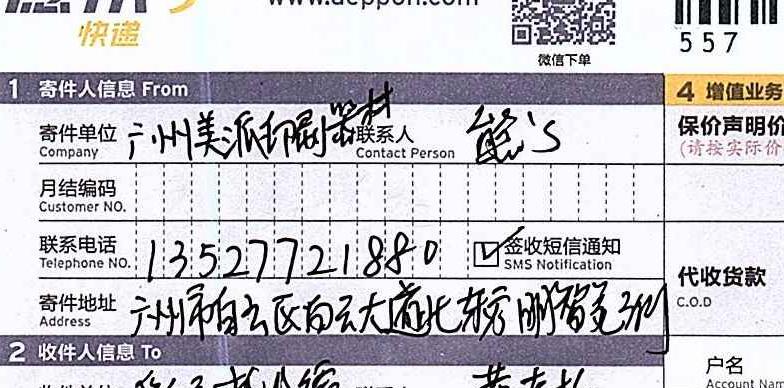 www.deppon.com
快递
微信下单
557
1 寄件人信息 From
4 增值业务
寄件单位 广州美派印刷器材 联系人 熊's
Company Contact Person
保价声明价
(请按实际价
月结编码
Customer NO.
联系电话 13527721880 签收短信通知
Telephone NO. SMS Notification
代收货款
C.O.D
寄件地址 广州市白云区白云大道北
Address
2 收件人信息 To
户名
Account Nam